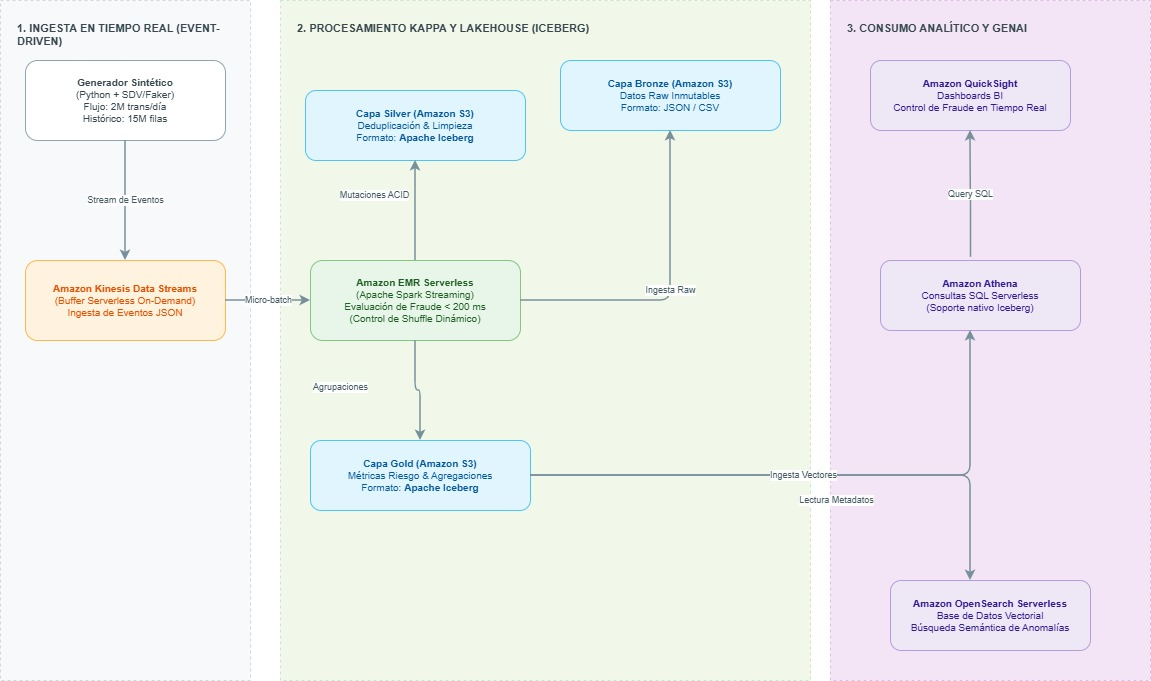 1. INGESTA EN TIEMPO REAL (EVENT-
DRIVEN)
Generador Sintético
(Python + SDV/Faker)
Flujo: 2M trans/día
Histórico: 15M filas
Stream de Eventos
Amazon Kinesis Data Streams
(Buffer Serverless On-Demand)
Ingesta de Eventos JSON
Micro-batch
2. PROCESAMIENTO KAPPA Y LAKEHOUSE (ICEBERG)
Capa Silver (Amazon S3)
Deduplicación & Limpieza
Formato: Apache Iceberg
Capa Bronze (Amazon S3)
Datos Raw Inmutables
Formato: JSON / CSV
Mutaciones ACID
Amazon EMR Serverless
(Apache Spark Streaming)
Evaluación de Fraude < 200 ms
(Control de Shuffle Dinámico)
Ingesta Raw
Agrupaciones
Capa Gold (Amazon S3)
Métricas Riesgo & Agregaciones
Formato: Apache Iceberg
Ingesta Vectores
Lectura Metadatos
3. CONSUMO ANALÍTICO Y GENAI
Amazon QuickSight
Dashboards BI
Control de Fraude en Tiempo Real
Query SQL
Amazon Athena
Consultas SQL Serverless
(Soporte nativo Iceberg)
Amazon OpenSearch Serverless
Base de Datos Vectorial
Búsqueda Semántica de Anomalías